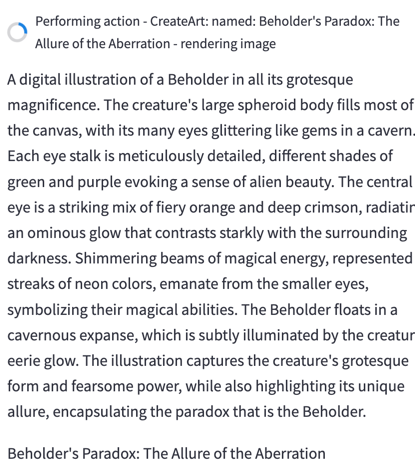 Performing action - CreateArt: named: Beholder's Paradox: The
Allure of the Aberration - rendering image
A digital illustration of a Beholder in all its grotesque
magnificence. The creature's large spheroid body fills most of
the canvas, with its many eyes glittering like gems in a cavern.
Each eye stalk is meticulously detailed, different shades of
green and purple evoking a sense of alien beauty. The central
eye is a striking mix of fiery orange and deep crimson, radiatin
an ominous glow that contrasts starkly with the surrounding
darkness. Shimmering beams of magical energy, represented
streaks of neon colors, emanate from the smaller eyes,
symbolizing their magical abilities. The Beholder floats in a
cavernous expanse, which is subtly illuminated by the creatur
eerie glow. The illustration captures the creature's grotesque
form and fearsome power, while also highlighting its unique
allure, encapsulating the paradox that is the Beholder.
Beholder's Paradox: The Allure of the Aberration